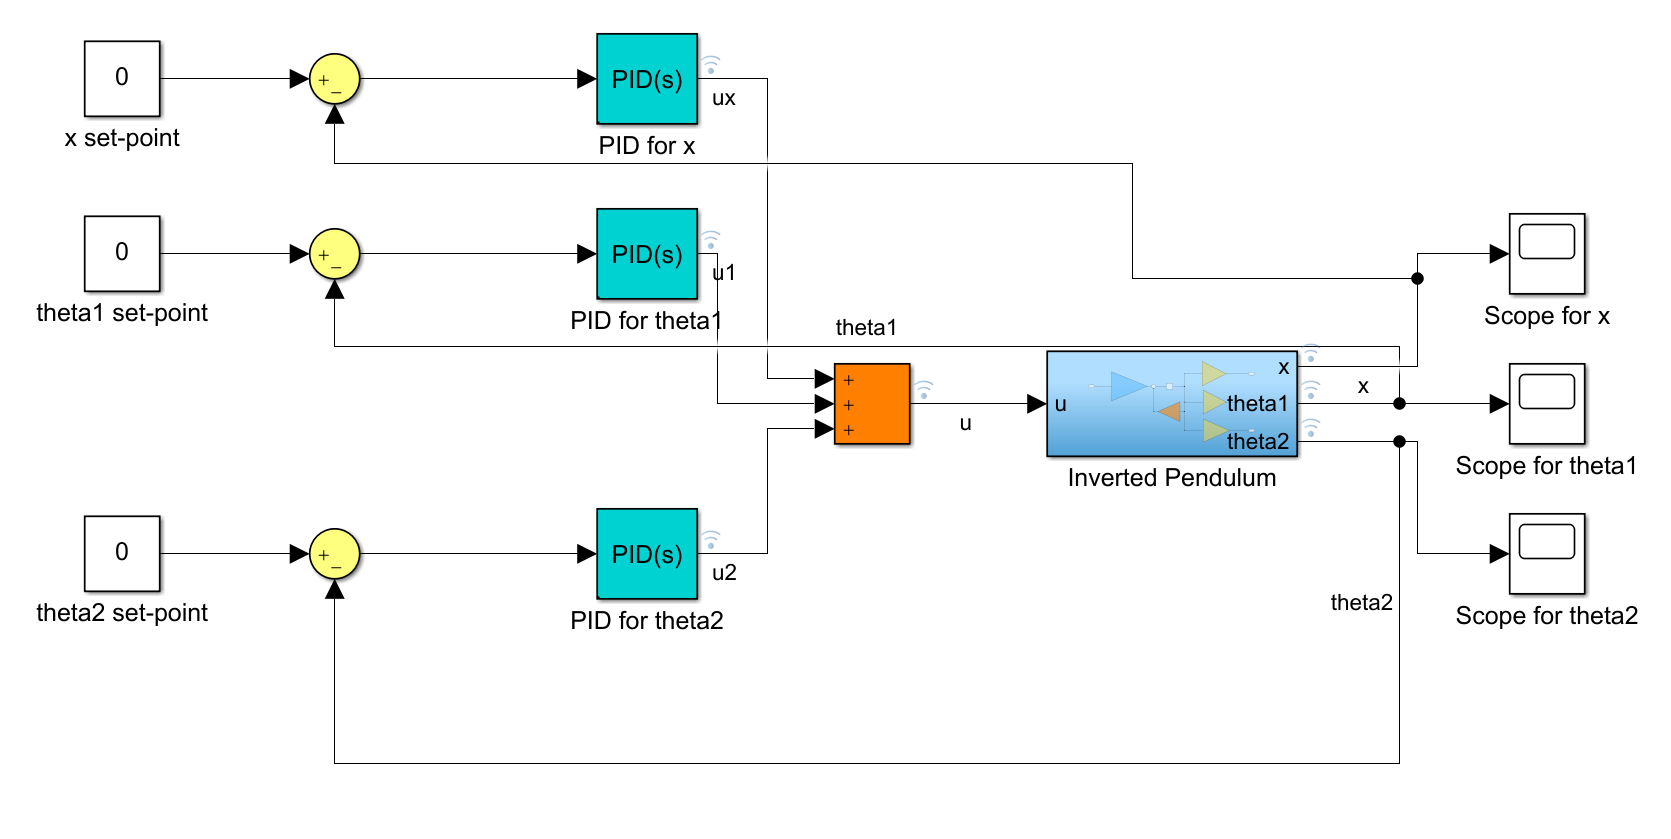 0
x set-point
+
−
PID(s)
ux
PID for x
0
theta1 set-point
+
−
PID(s)
u1
PID for theta1
theta1
Scope for x
+
+
+
u
u
x
theta1
theta2
Inverted Pendulum
x
Scope for theta1
0
theta2 set-point
+
−
PID(s)
u2
PID for theta2
theta2
Scope for theta2